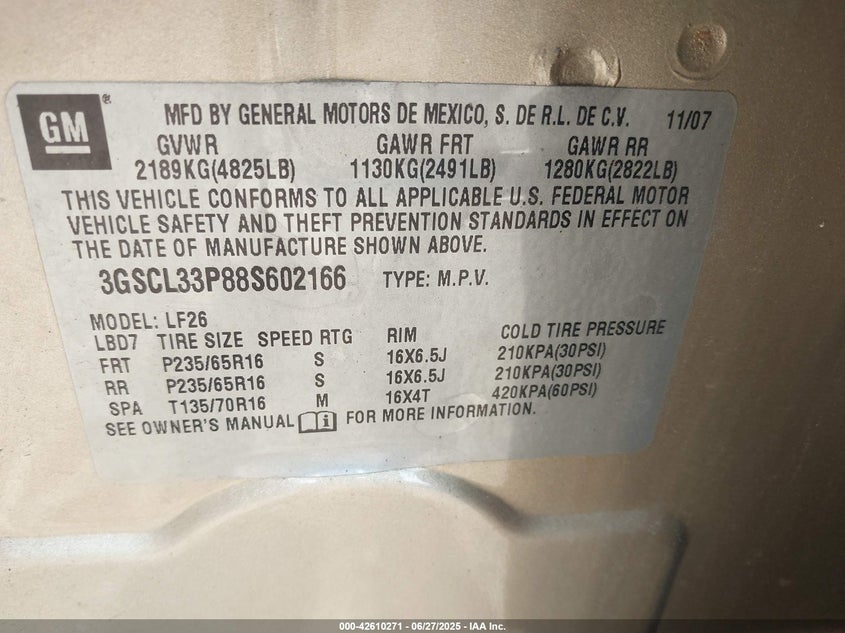 GM® MFD BY GENERAL MOTORS DE MEXICO, S. DE R.L. DE C.V. 11/07
GVWR GAWR FRT GAWR RR
2189KG(4825LB) 1130KG(2491LB) 1280KG(2822LB)
THIS VEHICLE CONFORMS TO ALL APPLICABLE U.S. FEDERAL MOTOR
VEHICLE SAFETY AND THEFT PREVENTION STANDARDS IN EFFECT ON
THE DATE OF MANUFACTURE SHOWN ABOVE.
3GSCL33P88S602166 TYPE: M.P.V.
MODEL: LF26
LBD7 TIRE SIZE SPEED RTG RIM COLD TIRE PRESSURE
FRT P235/65R16 S 16X6.5J 210KPA(30PSI)
RR P235/65R16 S 16X6.5J 210KPA(30PSI)
SPA T135/70R16 M 16X4T 420KPA(60PSI)
SEE OWNER'S MANUAL FOR MORE INFORMATION.
000-42610271 - 06/27/2025 - IAA Inc.